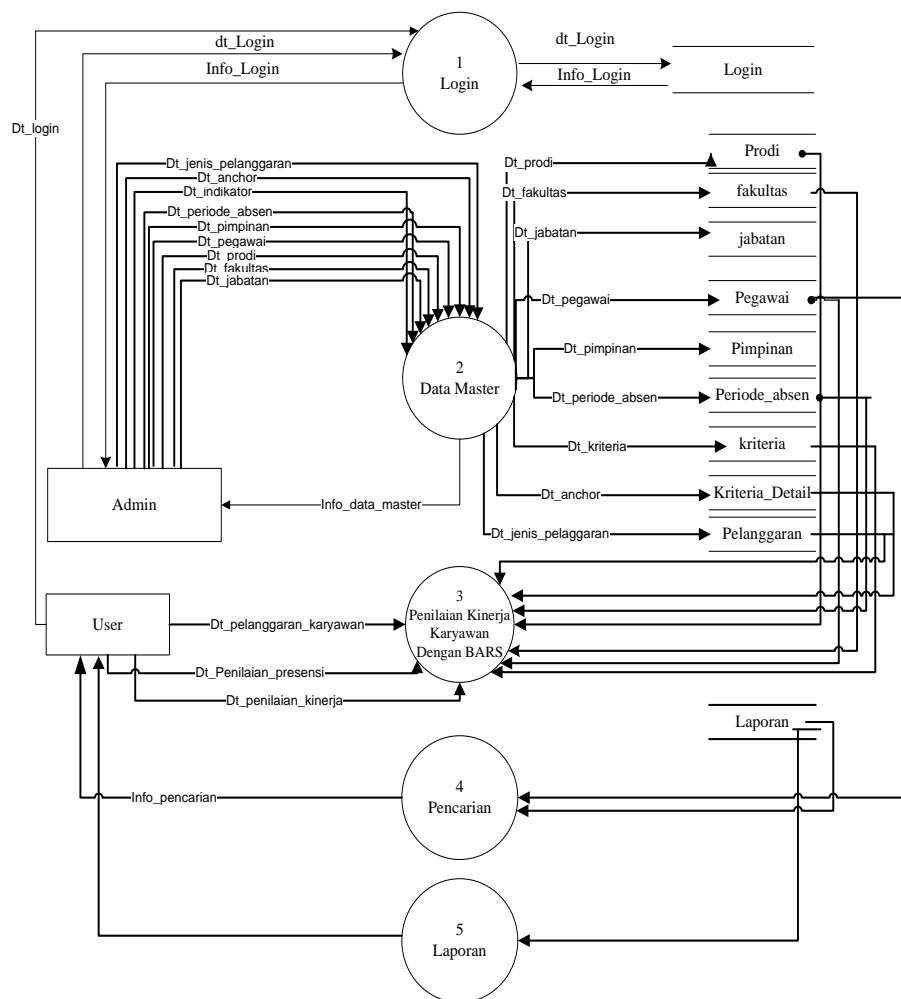 dt_Login
Info_Login
1
Login
dt_Login
Info_Login
Login
Dt_login
Dt_jenis_pelanggaran
Dt_anchor
Dt_indikator
Dt_periode_absen
Dt_pimpinan
Dt_pegawai
Dt_prodi
Dt_fakultas
Dt_jabatan
2
Data Master
Dt_prodi
Dt_fakultas
Dt_jabatan
Dt_pegawai
Dt_pimpinan
Dt_periode_absen
Dt_kriteria
Dt_anchor
Dt_jenis_pelaggaran
Prodi
fakultas
jabatan
Pegawai
Pimpinan
Periode_absen
kriteria
Kriteria_Detail
Pelanggaran
Admin
Info_data_master
User
Dt_pelanggaran_karyawan
Dt_Penilaian_presensi
Dt_penilaian_kinerja
3
Penilaian Kinerja
Karyawan
Dengan BARS
Laporan
Info_pencarian
4
Pencarian
5
Laporan